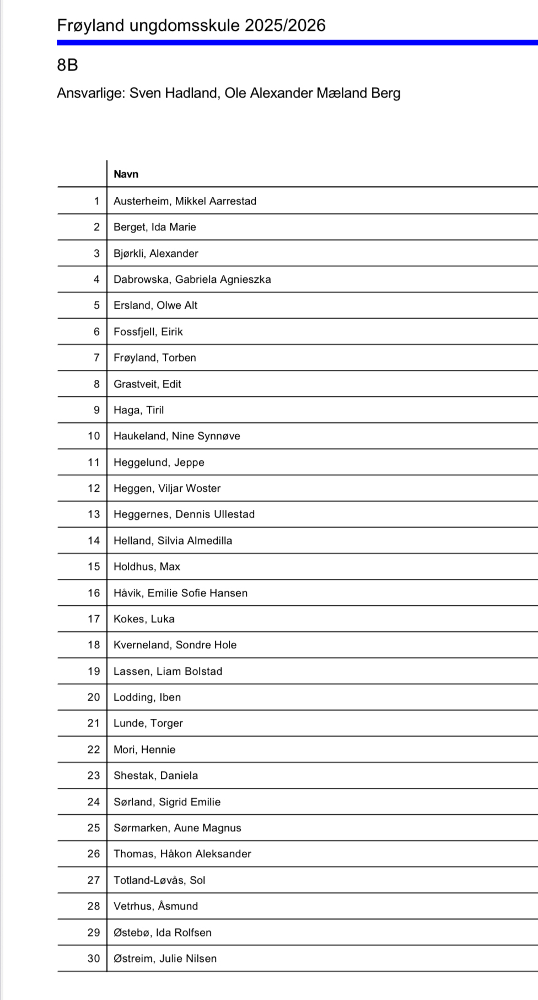 Frøyland ungdomsskule 2025/2026
8B
Ansvarlige: Sven Hadland, Ole Alexander Mæland Berg
Navn
1 Austerheim, Mikkel Aarrestad
2 Berget, Ida Marie
3 Bjørkli, Alexander
4 Dabrowska, Gabriela Agnieszka
5 Ersland, Olwe Alt
6 Fossfjell, Eirik
7 Frøyland, Torben
8 Grastveit, Edit
9 Haga, Tiril
10 Haukeland, Nine Synnøve
11 Heggelund, Jeppe
12 Heggen, Viljar Woster
13 Heggernes, Dennis Ullestad
14 Helland, Silvia Almedilla
15 Holdhus, Max
16 Håvik, Emilie Sofie Hansen
17 Kokes, Luka
18 Kverneland, Sondre Hole
19 Lassen, Liam Bolstad
20 Lodding, Iben
21 Lunde, Torger
22 Mori, Hennie
23 Shestak, Daniela
24 Sørland, Sigrid Emilie
25 Sørmarken, Aune Magnus
26 Thomas, Håkon Aleksander
27 Totland-Løvås, Sol
28 Vetrhus, Åsmund
29 Østebø, Ida Rolfsen
30 Østreim, Julie Nilsen